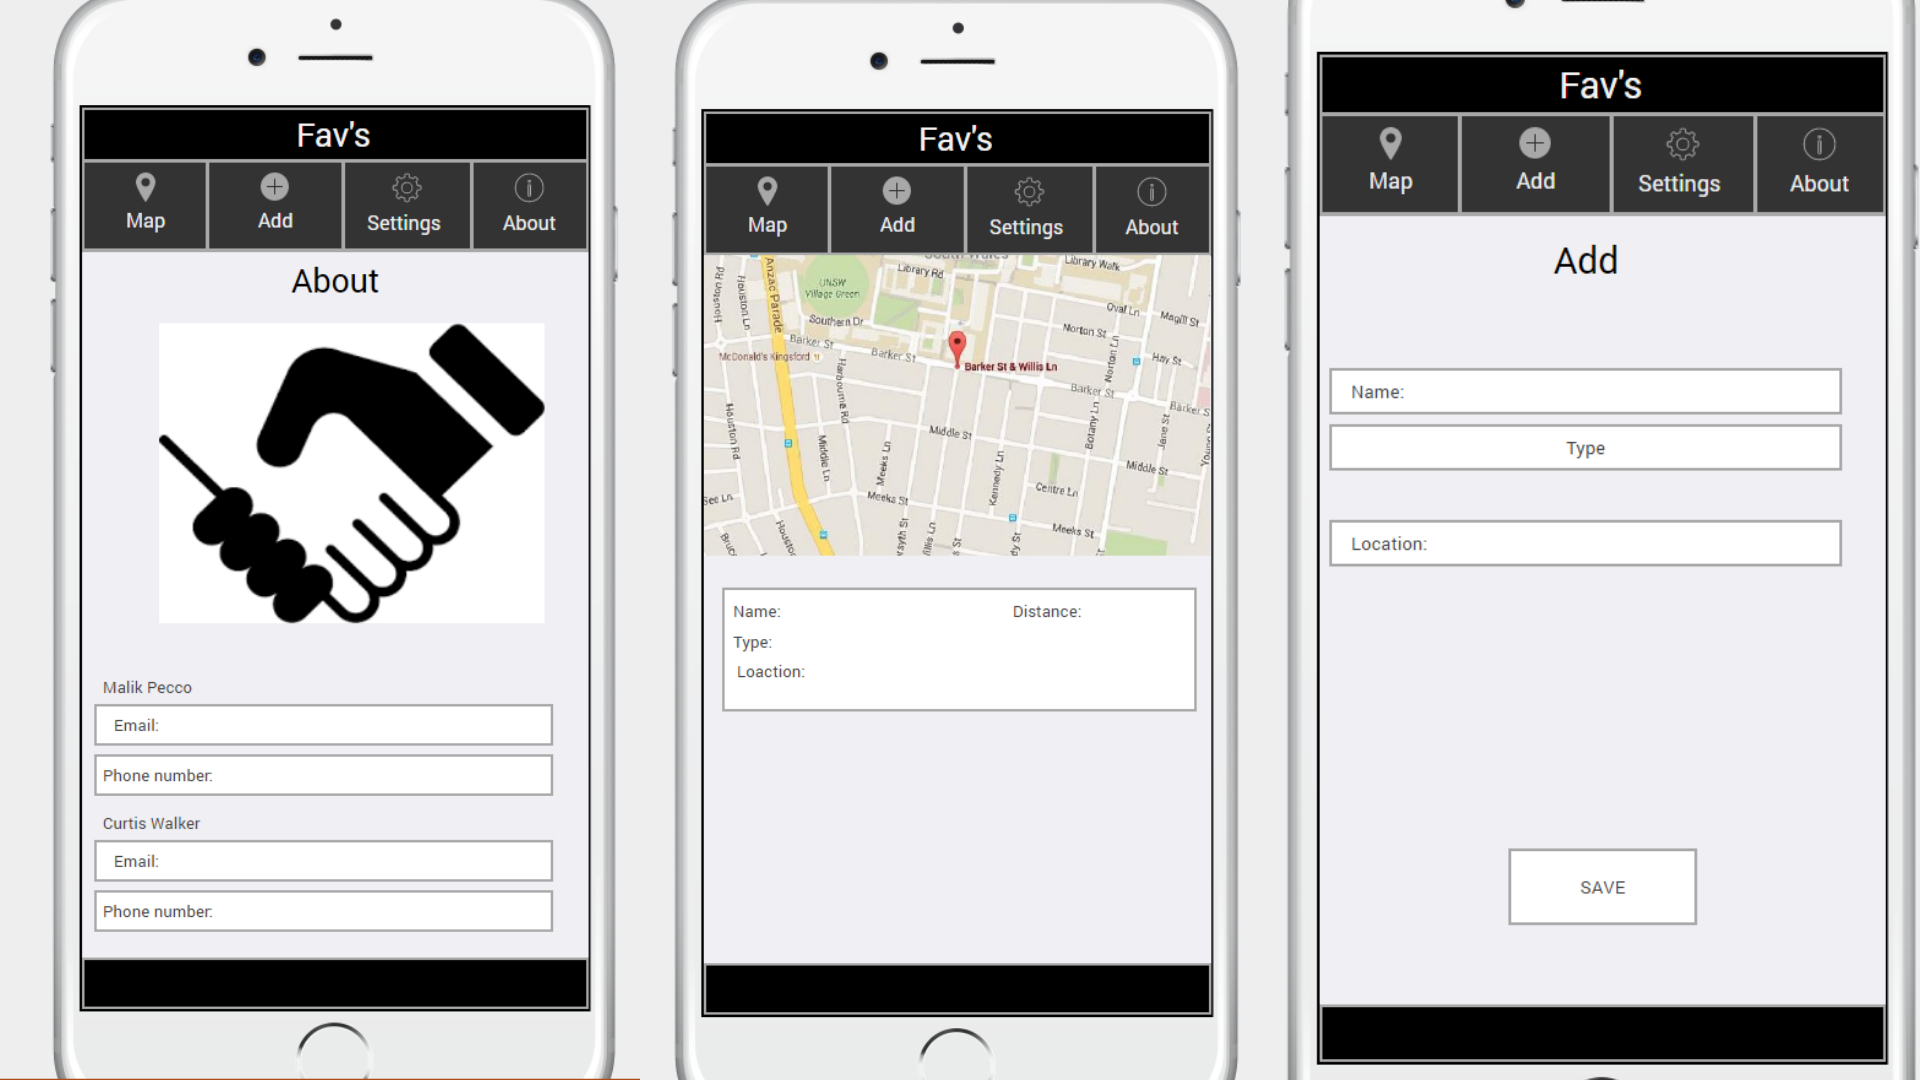 Fav's
Map
Add
Settings
About
About
Malik Pecco
Email:
Phone number:
Curtis Walker
Email:
Phone number:
Fav's
Map
Add
Settings
About
Library Rd
Library Walk
Anzac Parade
Houston Rd
Houston Ln
UNSW
Village Green
Southern Dr
Oval Ln
Magill St
Norton St
Norton Ln
Hay St
Barker St
McDonald's Kingsford
Barker St
Barker St & Willis Ln
Barker St
Barker S
Harbourne Rd
Houston Rd
Middle St
Middle Ln
Meeks Ln
Botany Ln
Jane St
Middle St
Kennedy Ln
Centre Ln
Meeks St
Meeks St
Name:
Distance:
Type:
Loaction:
Fav's
Map
Add
Settings
About
Add
Name:
Type
Location:
SAVE